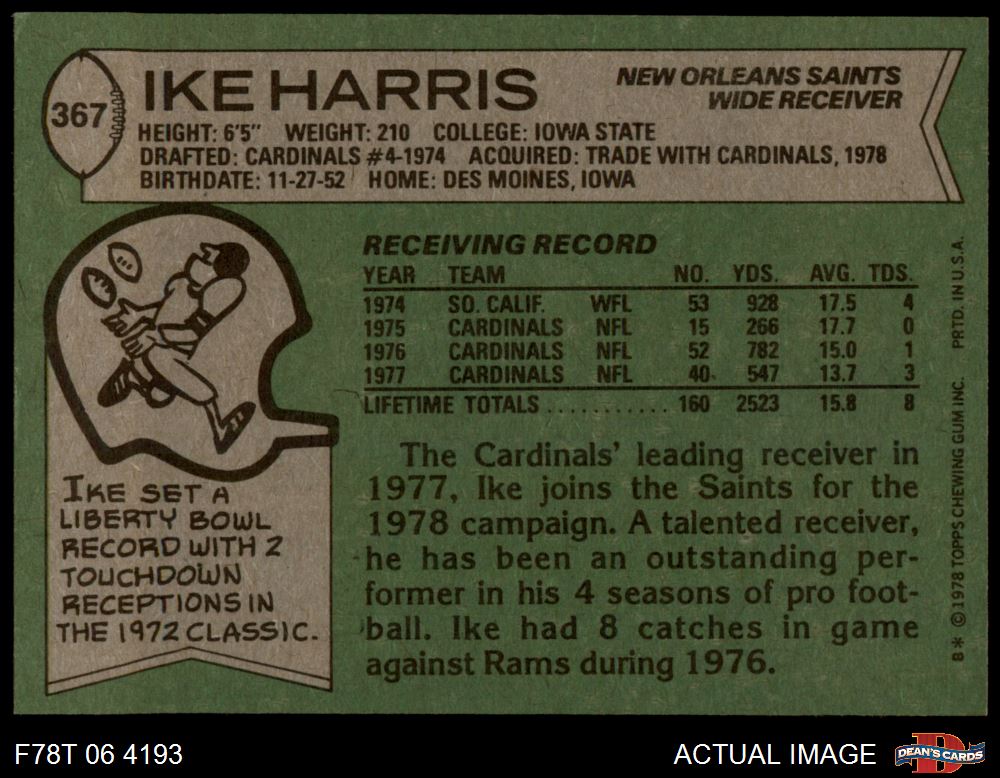 367
IKE HARRIS
NEW ORLEANS SAINTS
WIDE RECEIVER
HEIGHT: 6'5" WEIGHT: 210 COLLEGE: IOWA STATE
DRAFTED: CARDINALS #4-1974 ACQUIRED: TRADE WITH CARDINALS, 1978
BIRTHDATE: 11-27-52 HOME: DES MOINES, IOWA
RECEIVING RECORD
YEAR TEAM NO. YDS. AVG. TDS.
1974 SO. CALIF. WFL 53 928 17.5 4
1975 CARDINALS NFL 15 266 17.7 0
1976 CARDINALS NFL 52 782 15.0 1
1977 CARDINALS NFL 40 547 13.7 3
LIFETIME TOTALS ........... 160 2523 15.8 8
IKE SET A
LIBERTY BOWL
RECORD WITH 2
TOUCHDOWN
RECEPTIONS IN
THE 1972 CLASSIC.
The Cardinals' leading receiver in
1977, Ike joins the Saints for the
1978 campaign. A talented receiver,
he has been an outstanding per-
former in his 4 seasons of pro foot-
ball. Ike had 8 catches in game
against Rams during 1976.
B* ©1978 TOPPS CHEWING GUM INC. PRTD. IN U.S.A.
F78T 06 4193
ACTUAL IMAGE
DEAN'S CARDS